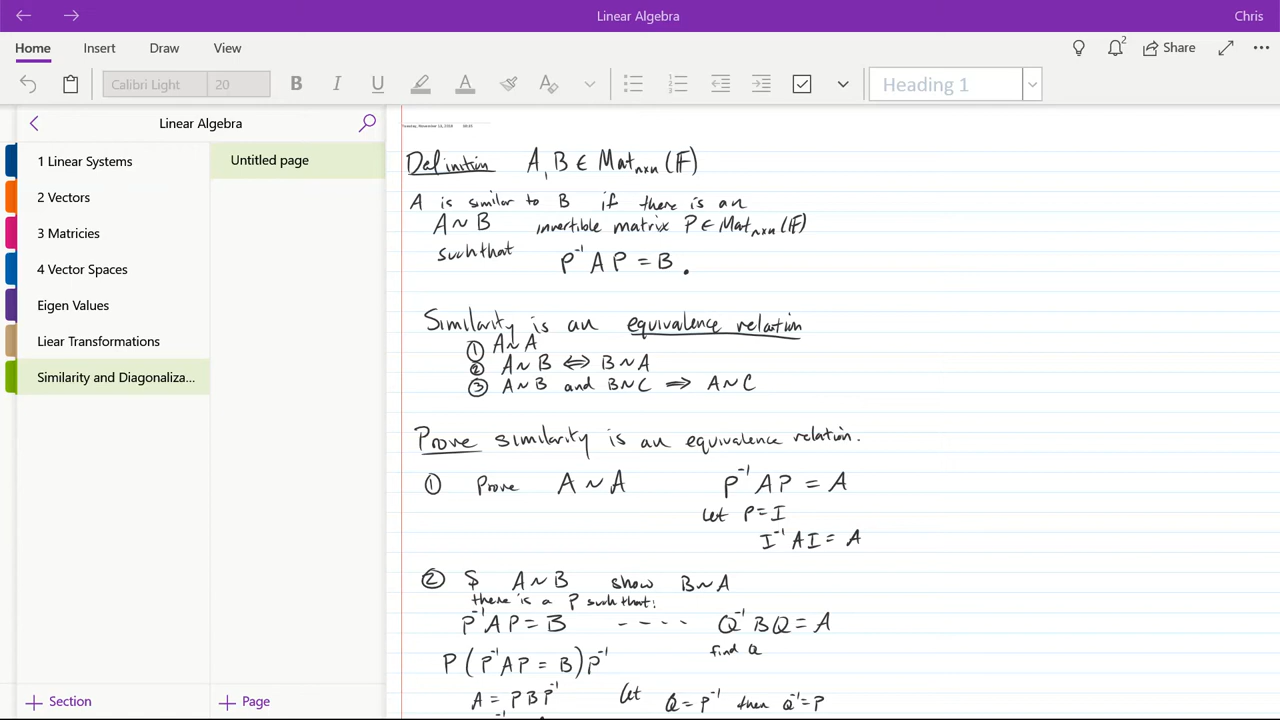 Linear Algebra
Chris
Home Insert Draw View
2
Share
Calibri Light 20 B I U A Heading 1
Linear Algebra
1 Linear Systems
2 Vectors
3 Matricies
4 Vector Spaces
Eigen Values
Liear Transformations
Similarity and Diagonaliza...
Untitled page
+ Section
+ Page
Definition A, B ∈ Mat_{n×n}(F)
A is similar to B if there is an
A ~ B invertible matrix P ∈ Mat_{n×n}(F)
such that P⁻¹ A P = B.
Similarity is an equivalence relation
① A ~ A
② A ~ B ⟺ B ~ A
③ A ~ B and B ~ C ⟹ A ~ C
Prove similarity is an equivalence relation.
① Prove A ~ A P⁻¹ A P = A
Let P = I
I⁻¹ A I = A
② $ A ~ B show B ~ A
there is a P such that:
P⁻¹ A P = B - - - - Q⁻¹ B Q = A
find Q
P (P⁻¹ A P = B) P⁻¹
A = P B P⁻¹ Let Q = P⁻¹ then Q⁻¹ = P